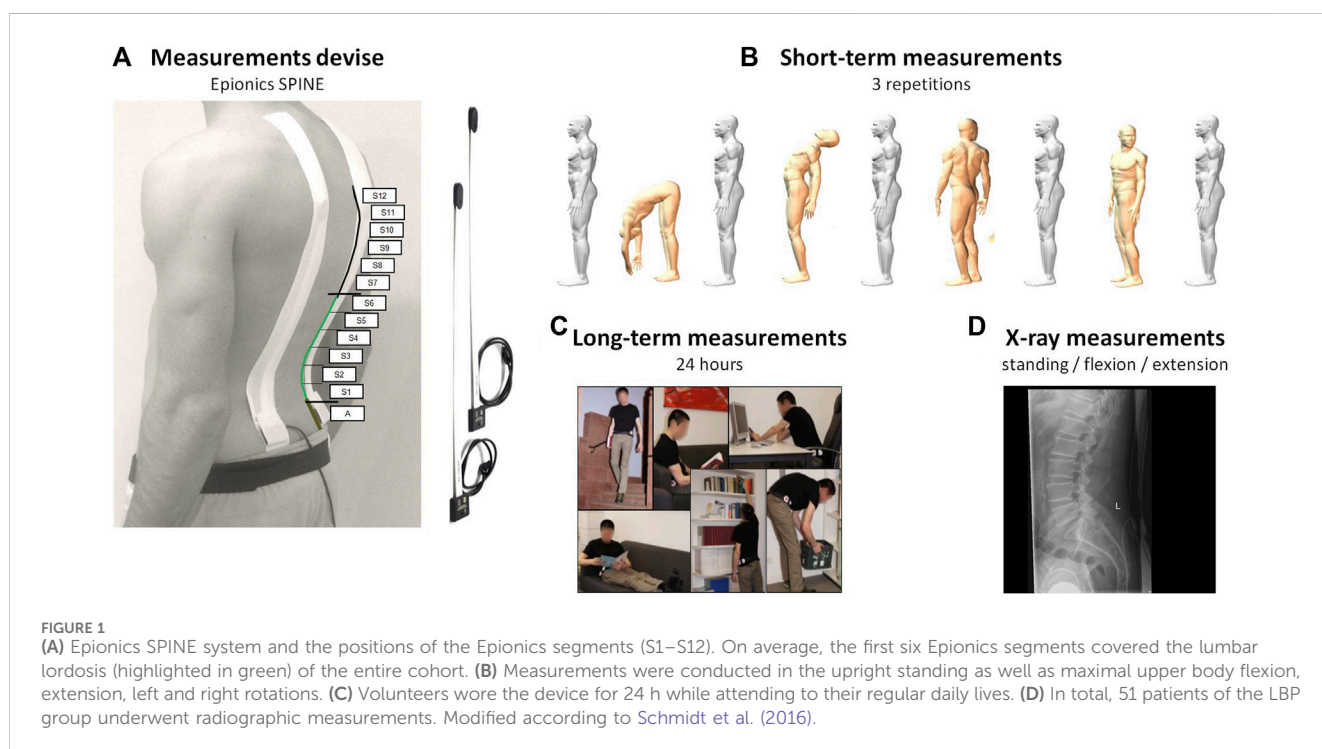 A Measurements devise
Epionics SPINE
S12
S11
S10
S9
S8
S7
S6
S5
S4
S3
S2
S1
A
B Short-term measurements
3 repetitions
C Long-term measurements
24 hours
D X-ray measurements
standing / flexion / extension
L
FIGURE 1
(A) Epionics SPINE system and the positions of the Epionics segments (S1–S12). On average, the first six Epionics segments covered the lumbar
lordosis (highlighted in green) of the entire cohort. (B) Measurements were conducted in the upright standing as well as maximal upper body flexion,
extension, left and right rotations. (C) Volunteers wore the device for 24 h while attending to their regular daily lives. (D) In total, 51 patients of the LBP
group underwent radiographic measurements. Modified according to Schmidt et al. (2016).